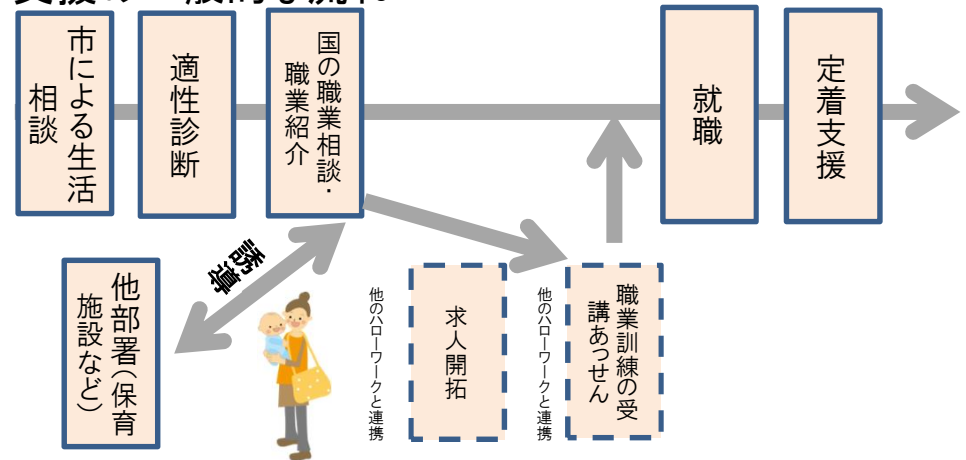 市による生活
相談
適性診断
国の職業相談・
職業紹介
就職
定着支援
誘導
他部署(保育
施設など)
他のハローワークと連携
求人開拓
他のハローワークと連携
職業訓練の受
講あっせん